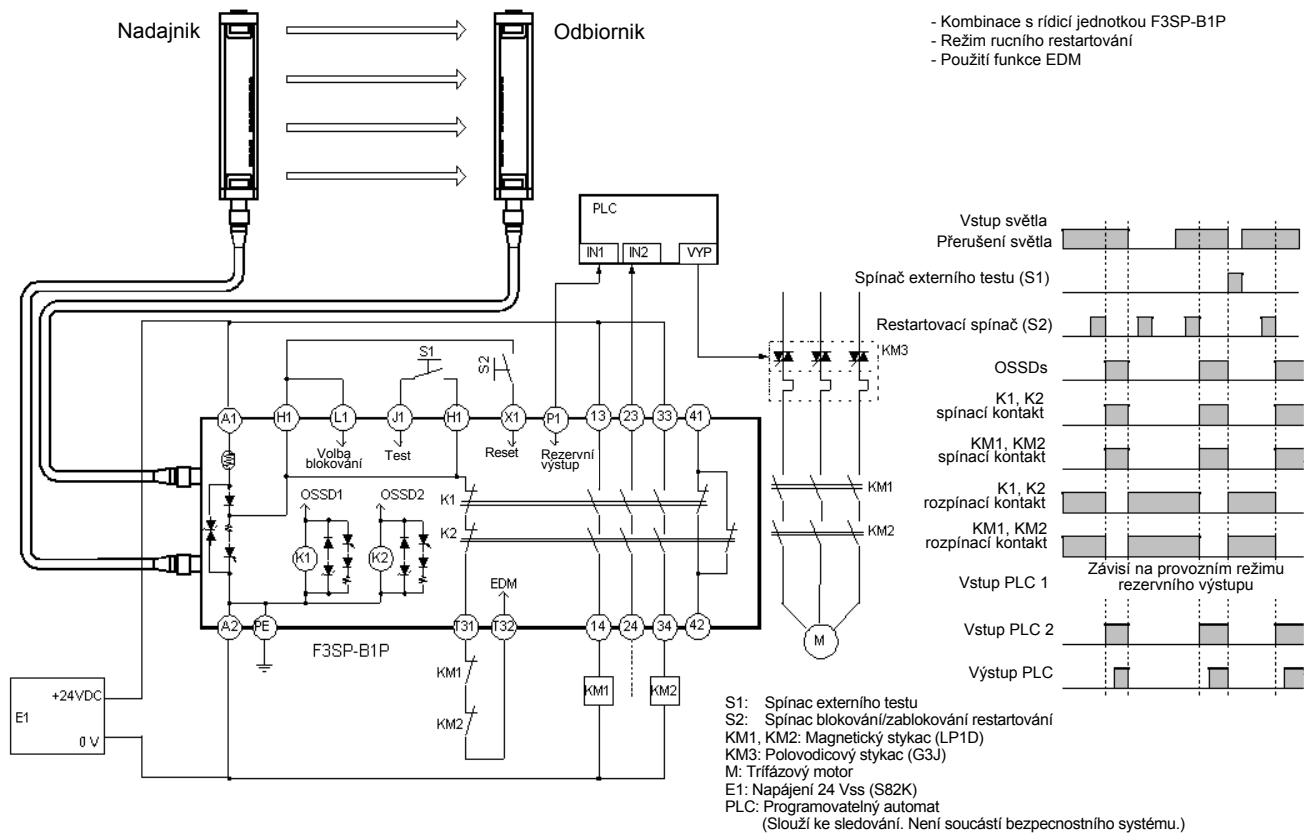 Nadajnik
Odbiornik
- Kombinace s rídicí jednotkou F3SP-B1P
- Režim rucního restartování
- Použití funkce EDM
PLC
IN1
IN2
VYP
KM3
S1
S2
A1
H1
L1
J1
H1
X1
P1
13
23
33
41
Volba
blokování
Test
Reset
Rezervní
výstup
OSSD1
OSSD2
K1
K2
K1
K2
EDM
KM1
KM2
M
A2
PE
T31
T32
14
24
34
42
F3SP-B1P
KM1
KM2
KM1
KM2
+24VDC
E1
0 V
Vstup světla
Přerušení světla
Spínač externího testu (S1)
Restartovací spínač (S2)
OSSDs
K1, K2
spínací kontakt
KM1, KM2
spínací kontakt
K1, K2
rozpínací kontakt
KM1, KM2
rozpínací kontakt
Vstup PLC 1
Závisí na provozním režimu
rezervního výstupu
Vstup PLC 2
Výstup PLC
S1: Spínac externího testu
S2: Spínac blokování/zablokování restartování
KM1, KM2: Magnetický stykac (LP1D)
KM3: Polovodicový stykac (G3J)
M: Trífázový motor
E1: Napájení 24 Vss (S82K)
PLC: Programovatelný automat
(Slouží ke sledování. Není soucástí bezpecnostního systému.)